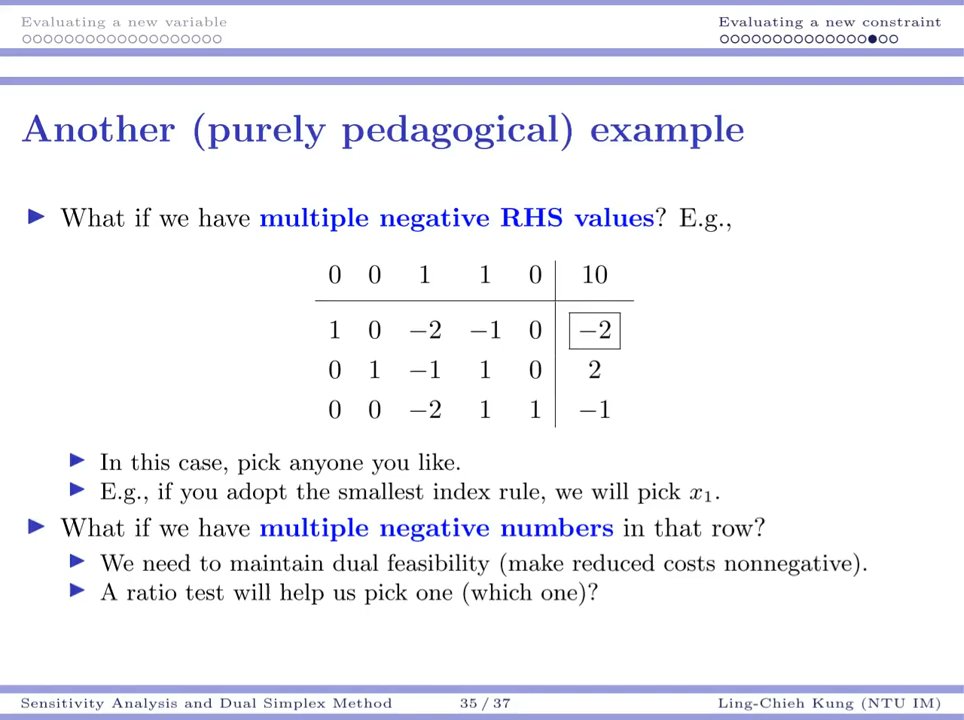 Evaluating a new variable Evaluating a new constraint
Another (purely pedagogical) example
▶ What if we have multiple negative RHS values? E.g.,
0 0 1 1 0 10
1 0 −2 −1 0 −2
0 1 −1 1 0 2
0 0 −2 1 1 −1
▶ In this case, pick anyone you like.
▶ E.g., if you adopt the smallest index rule, we will pick x₁.
▶ What if we have multiple negative numbers in that row?
▶ We need to maintain dual feasibility (make reduced costs nonnegative).
▶ A ratio test will help us pick one (which one)?
Sensitivity Analysis and Dual Simplex Method 35 / 37 Ling-Chieh Kung (NTU IM)